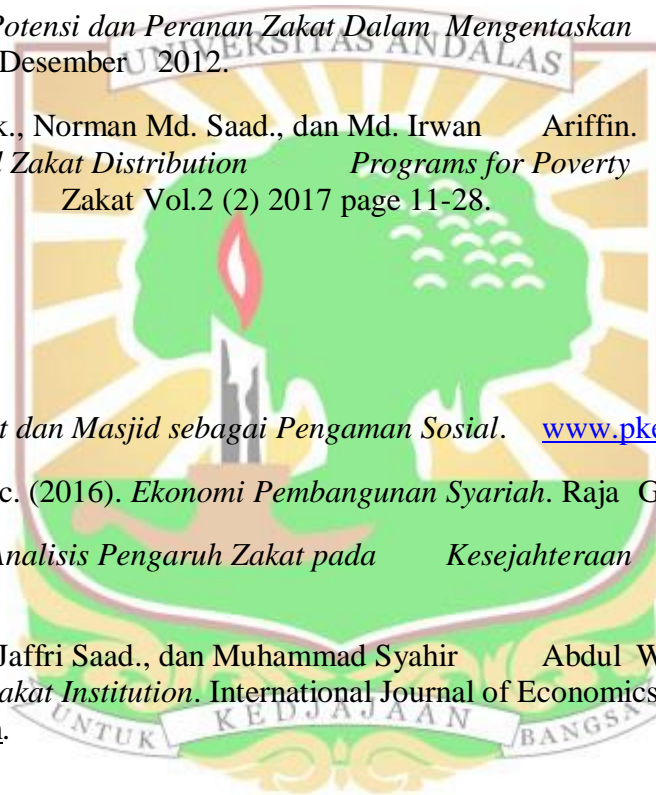 Potensi dan Peranan Zakat Dalam Mengentaskan
UNIVERSITAS ANDALAS
Desember 2012.
k., Norman Md. Saad., dan Md. Irwan Ariffin.
Zakat Distribution Programs for Poverty
Zakat Vol.2 (2) 2017 page 11-28.
t dan Masjid sebagai Pengaman Sosial. www.pke
c. (2016). Ekonomi Pembangunan Syariah. Raja G
Analisis Pengaruh Zakat pada Kesejahteraan
Jaffri Saad., dan Muhammad Syahir Abdul W
akat Institution. International Journal of Economics
UNTUK KEDJAJAAN BANGSA